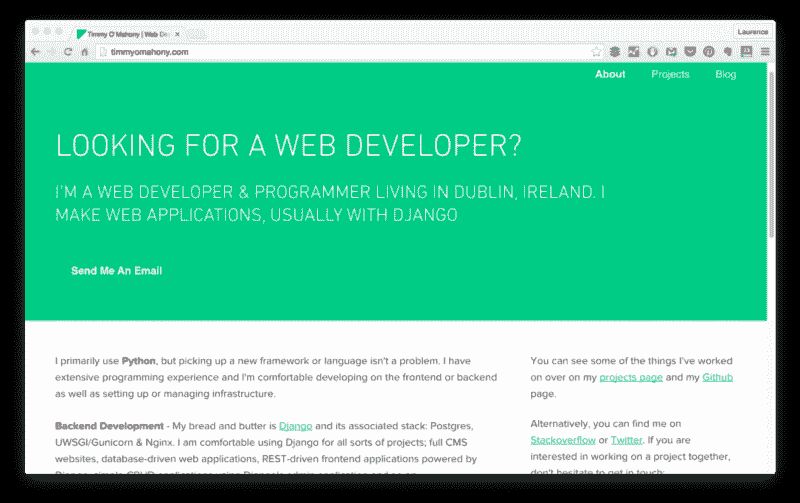 Timmy O'Mahony | Web De
Laurence
timmyomahony.com
About Projects Blog
LOOKING FOR A WEB DEVELOPER?
I'M A WEB DEVELOPER & PROGRAMMER LIVING IN DUBLIN, IRELAND. I
MAKE WEB APPLICATIONS, USUALLY WITH DJANGO
Send Me An Email
I primarily use Python, but picking up a new framework or language isn't a problem. I have
extensive programming experience and I'm comfortable developing on the frontend or backend
as well as setting up or managing infrastructure.
Backend Development - My bread and butter is Django and its associated stack: Postgres,
UWSGI/Gunicorn & Nginx. I am comfortable using Django for all sorts of projects; full CMS
websites, database-driven web applications, REST-driven frontend applications powered by
You can see some of the things I've worked
on over on my projects page and my Github
page.
Alternatively, you can find me on
Stackoverflow or Twitter. If you are
interested in working on a project together,
don't hesitate to get in touch: